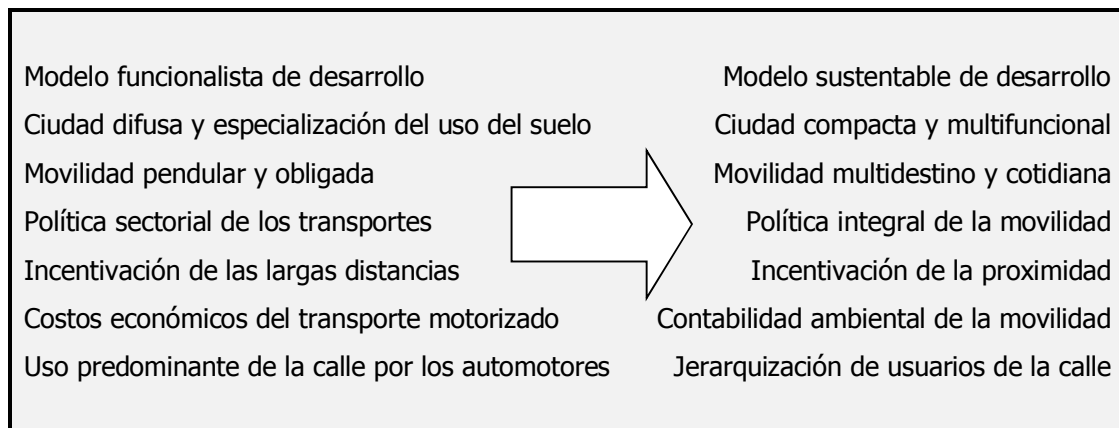 Modelo funcionalista de desarrollo
Ciudad difusa y especialización del uso del suelo
Movilidad pendular y obligada
Política sectorial de los transportes
Incentivación de las largas distancias
Costos económicos del transporte motorizado
Uso predominante de la calle por los automotores
Modelo sustentable de desarrollo
Ciudad compacta y multifuncional
Movilidad multidestino y cotidiana
Política integral de la movilidad
Incentivación de la proximidad
Contabilidad ambiental de la movilidad
Jerarquización de usuarios de la calle